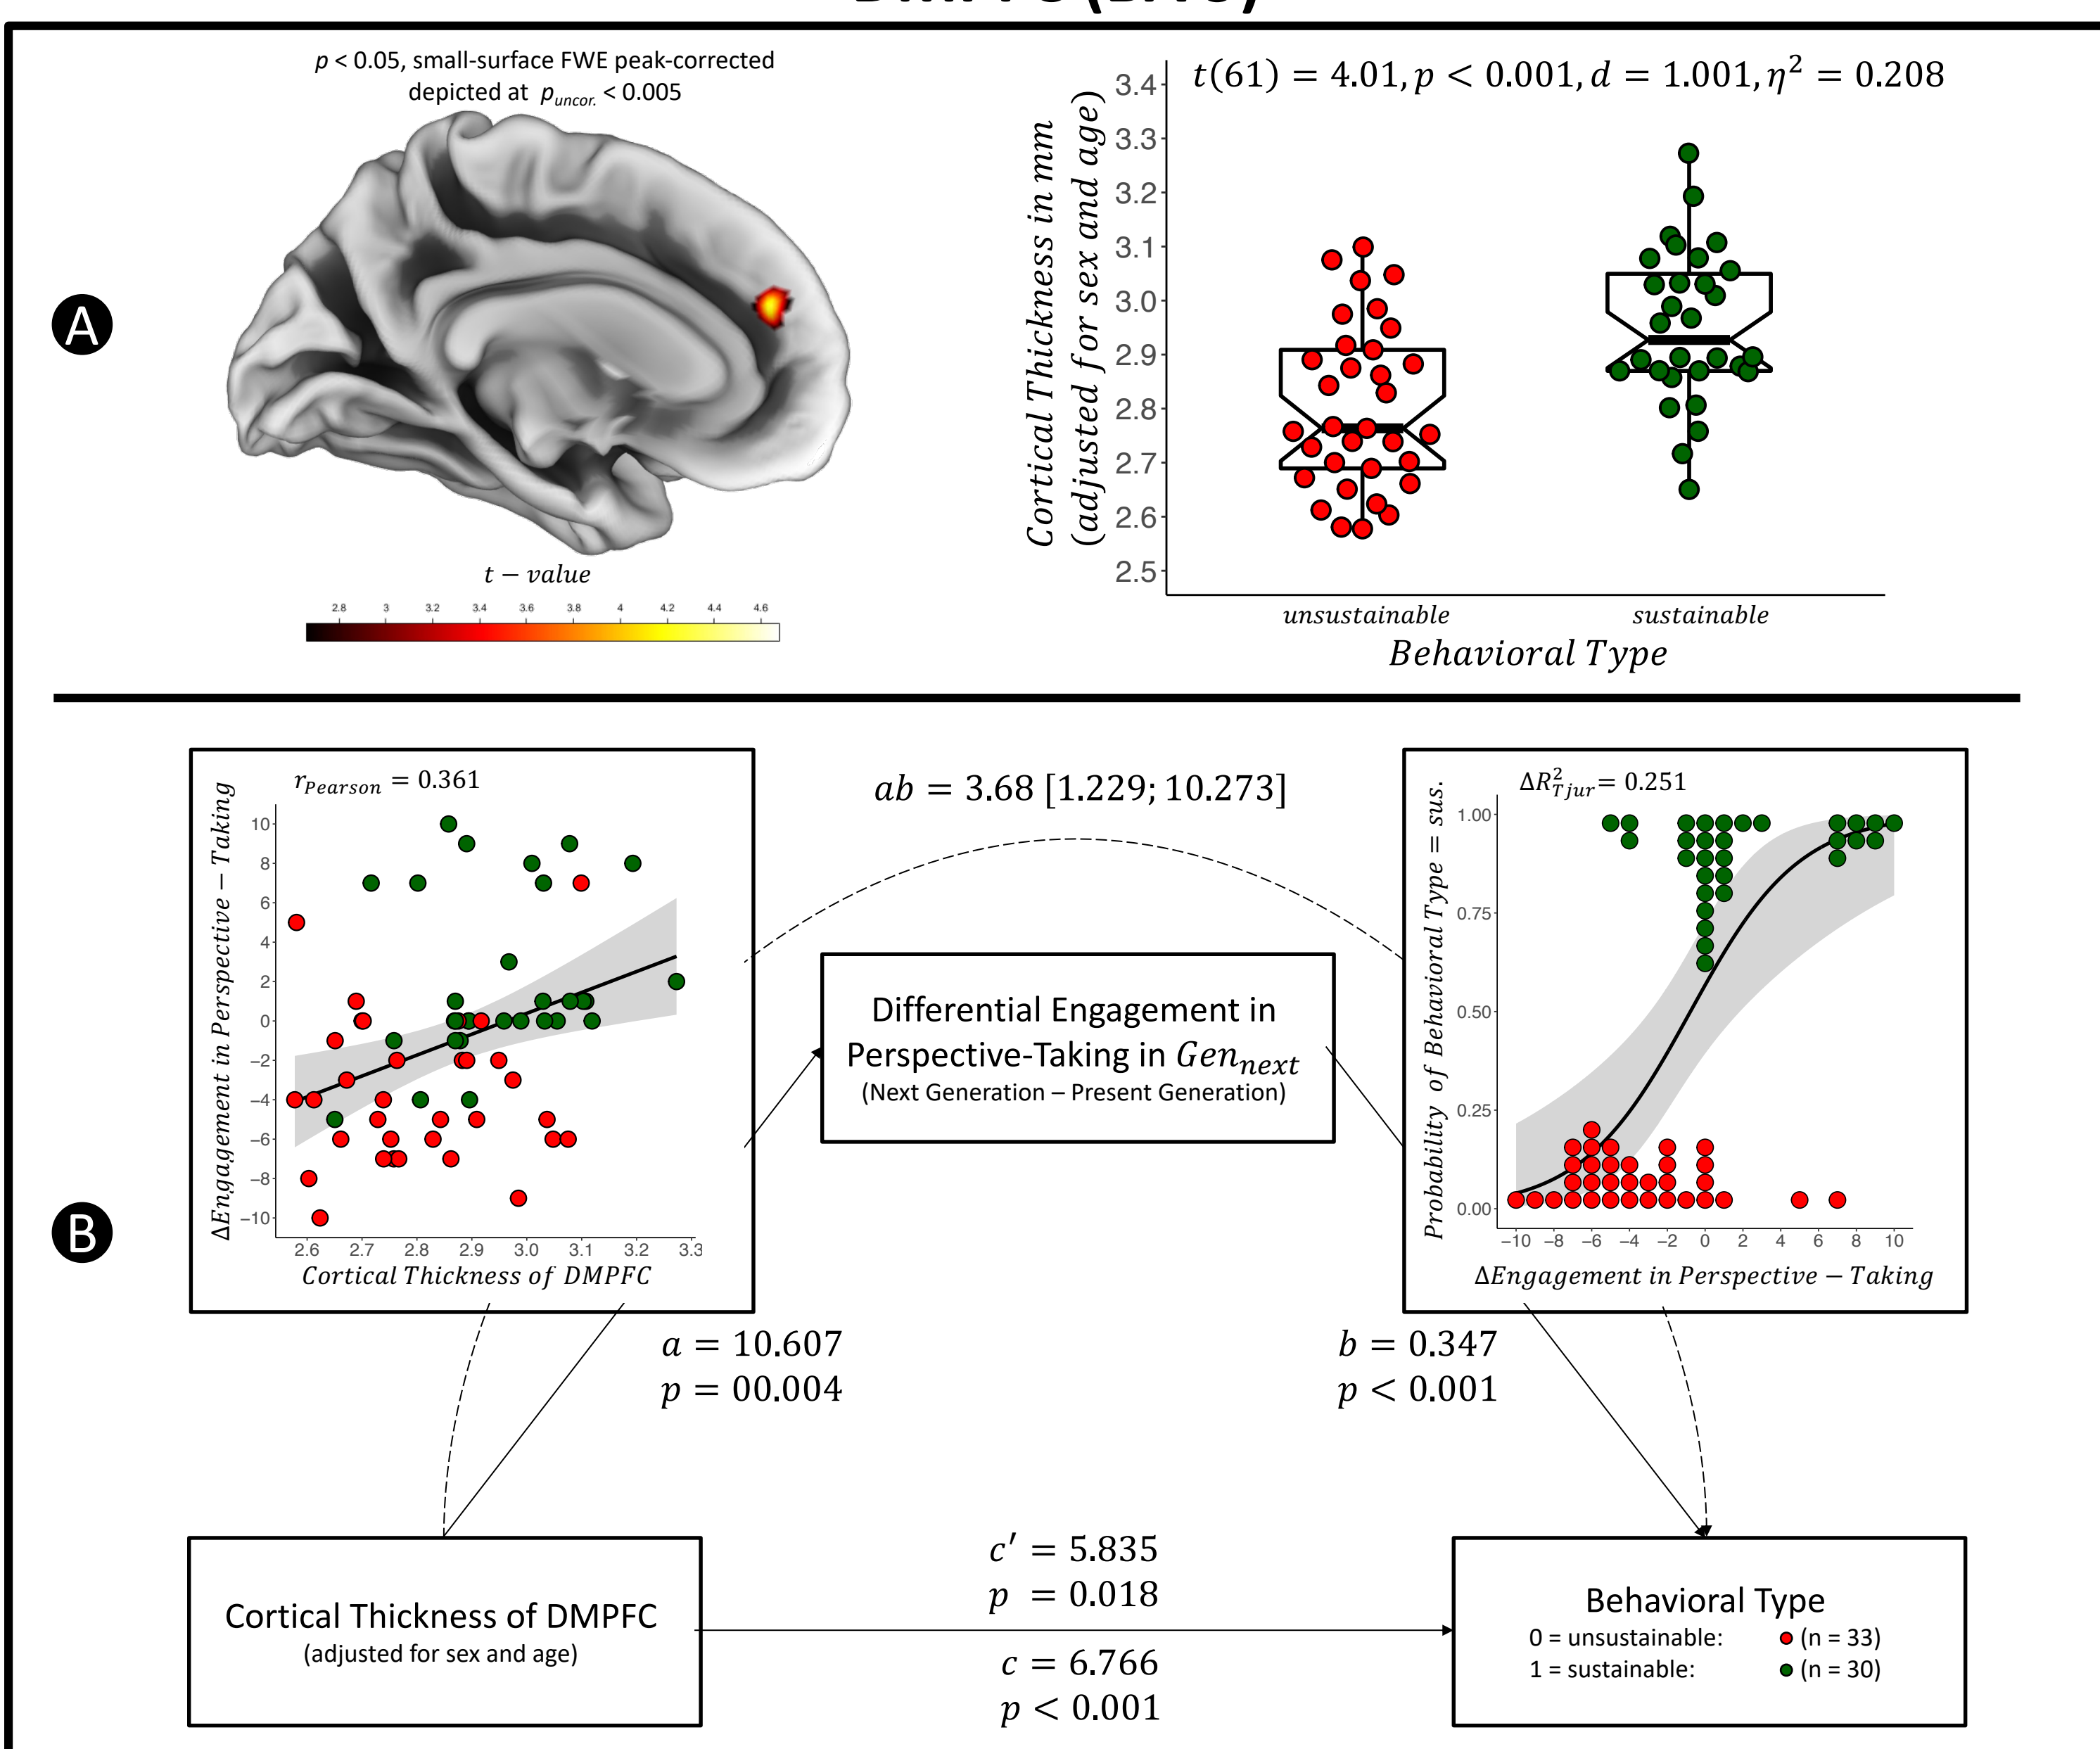 p < 0.05, small-surface FWE peak-corrected
depicted at p_uncor. < 0.005
A
t − value
2.8 3 3.2 3.4 3.6 3.8 4 4.2 4.4 4.6
t(61) = 4.01, p < 0.001, d = 1.001, η² = 0.208
Cortical Thickness in mm
(adjusted for sex and age)
3.4
3.3
3.2
3.1
3.0
2.9
2.8
2.7
2.6
2.5
unsustainable sustainable
Behavioral Type
B
r_Pearson = 0.361
ΔEngagement in Perspective − Taking
10
8
6
4
2
0
−2
−4
−6
−8
−10
2.6 2.7 2.8 2.9 3.0 3.1 3.2 3.3
Cortical Thickness of DMPFC
ab = 3.68 [1.229; 10.273]
Differential Engagement in
Perspective-Taking in Gen_next
(Next Generation – Present Generation)
ΔR²_Tjur = 0.251
Probability of Behavioral Type = sus.
1.00
0.75
0.50
0.25
0.00
−10 −8 −6 −4 −2 0 2 4 6 8 10
ΔEngagement in Perspective − Taking
a = 10.607
p = 00.004
b = 0.347
p < 0.001
Cortical Thickness of DMPFC
(adjusted for sex and age)
c′ = 5.835
p = 0.018
c = 6.766
p < 0.001
Behavioral Type
0 = unsustainable: (n = 33)
1 = sustainable: (n = 30)